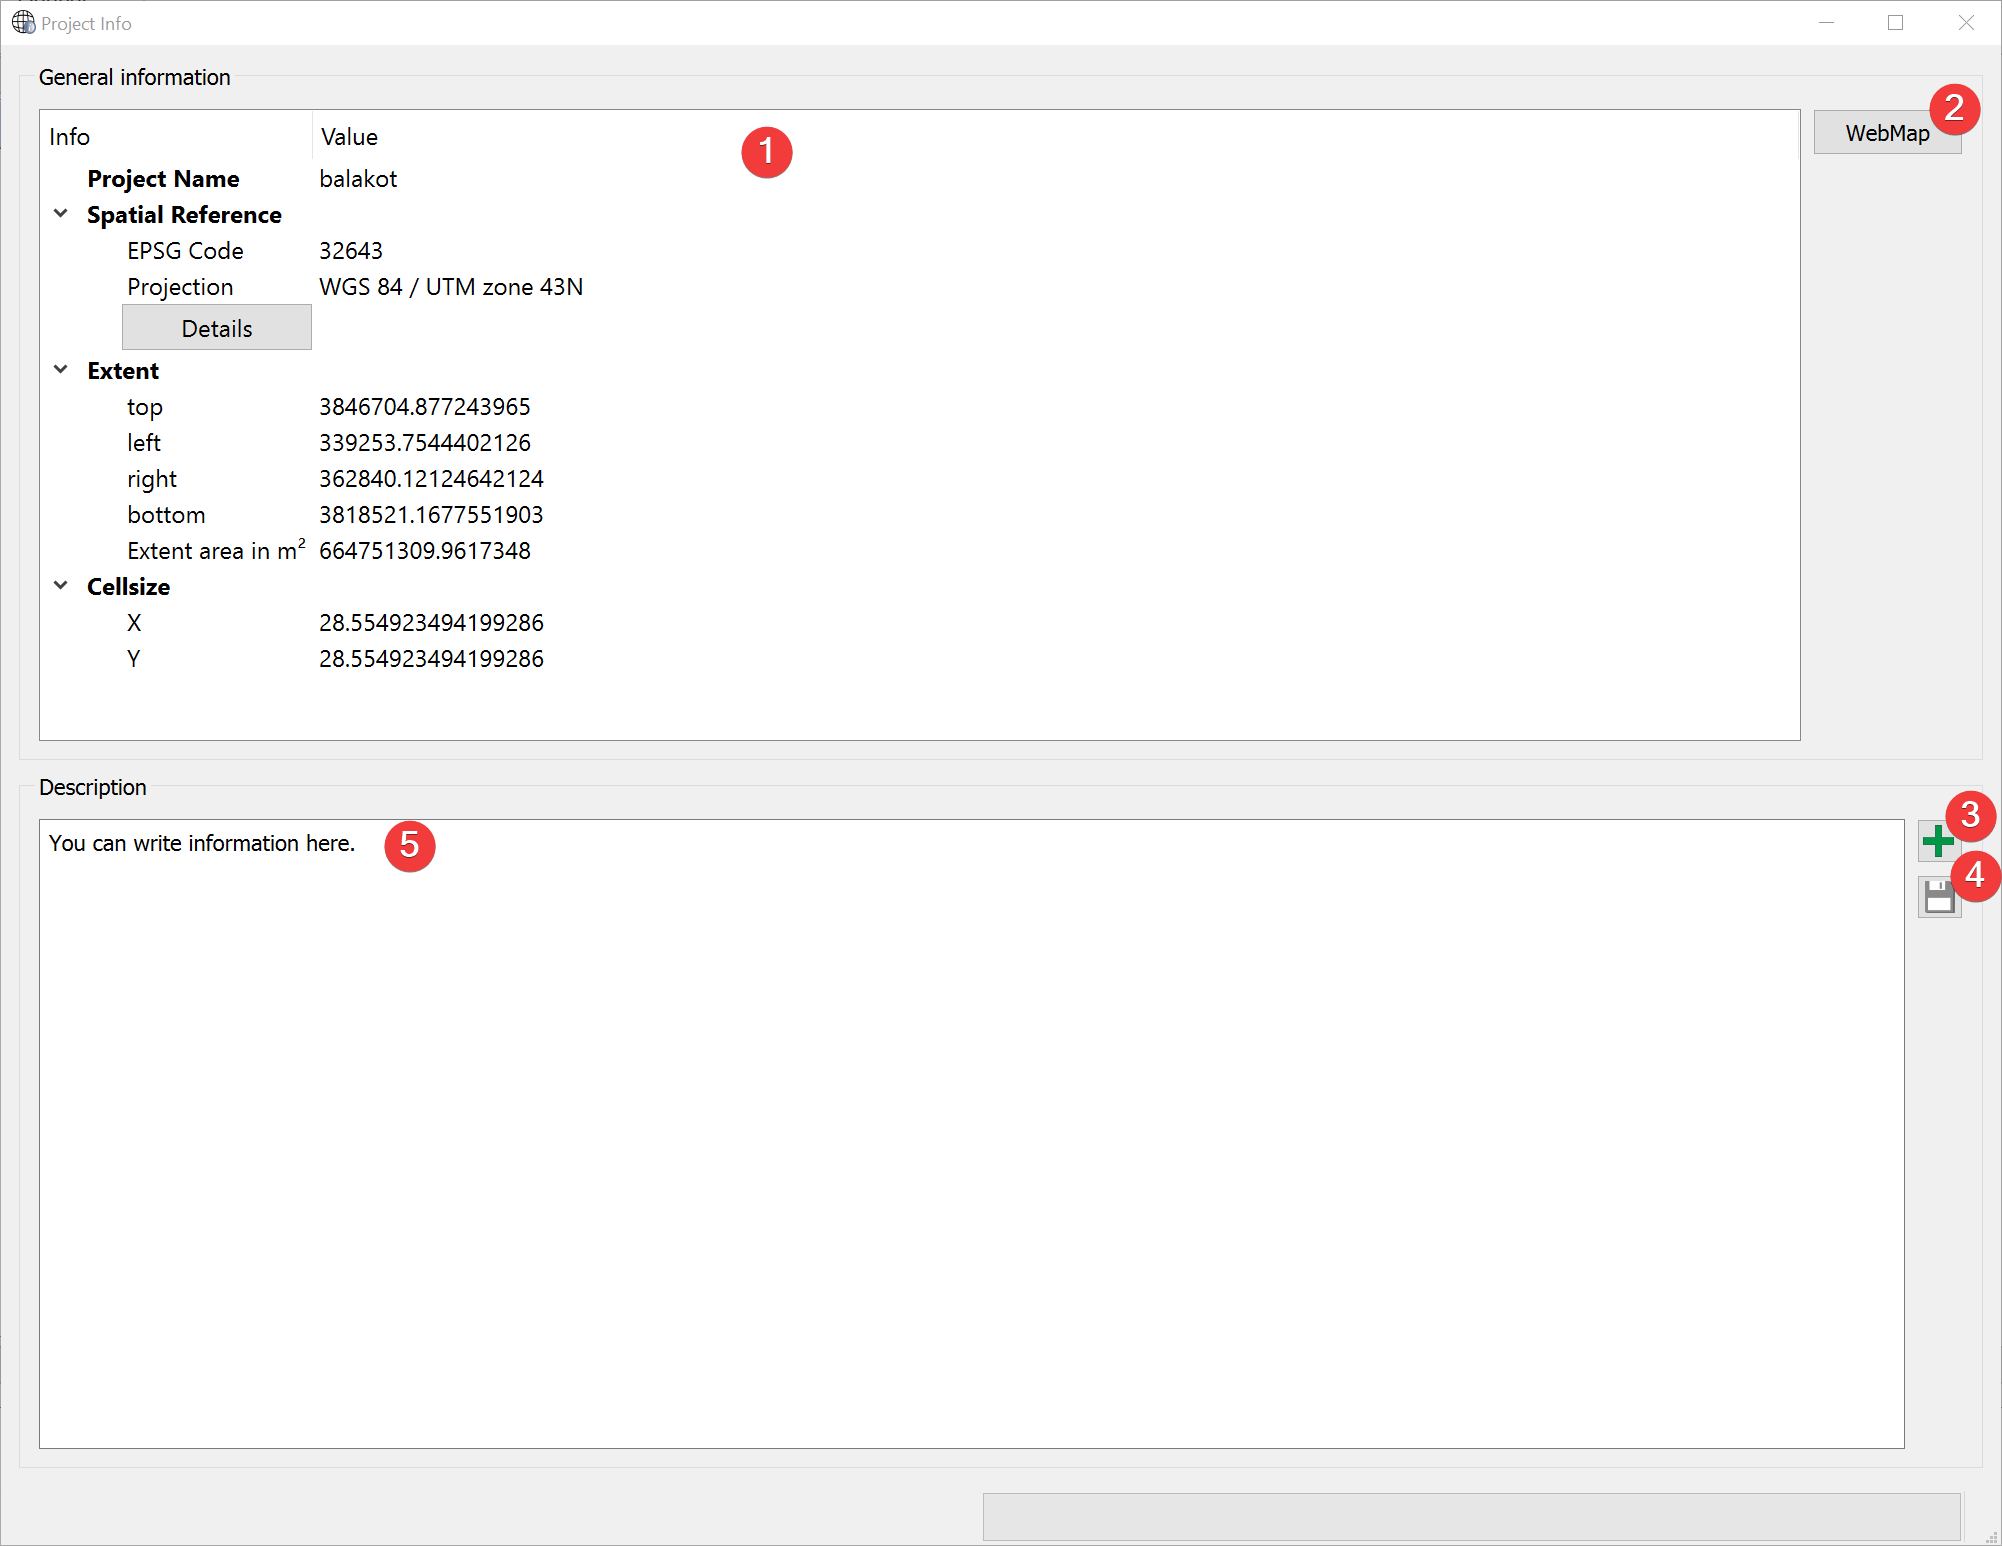 Project Info
General information
Info Value
1
2
WebMap
Project Name balakot
Spatial Reference
EPSG Code 32643
Projection WGS 84 / UTM zone 43N
Details
Extent
top 3846704.877243965
left 339253.7544402126
right 362840.12124642124
bottom 3818521.1677551903
Extent area in m² 664751309.9617348
Cellsize
X 28.554923494199286
Y 28.554923494199286
Description
You can write information here.
5
3
4